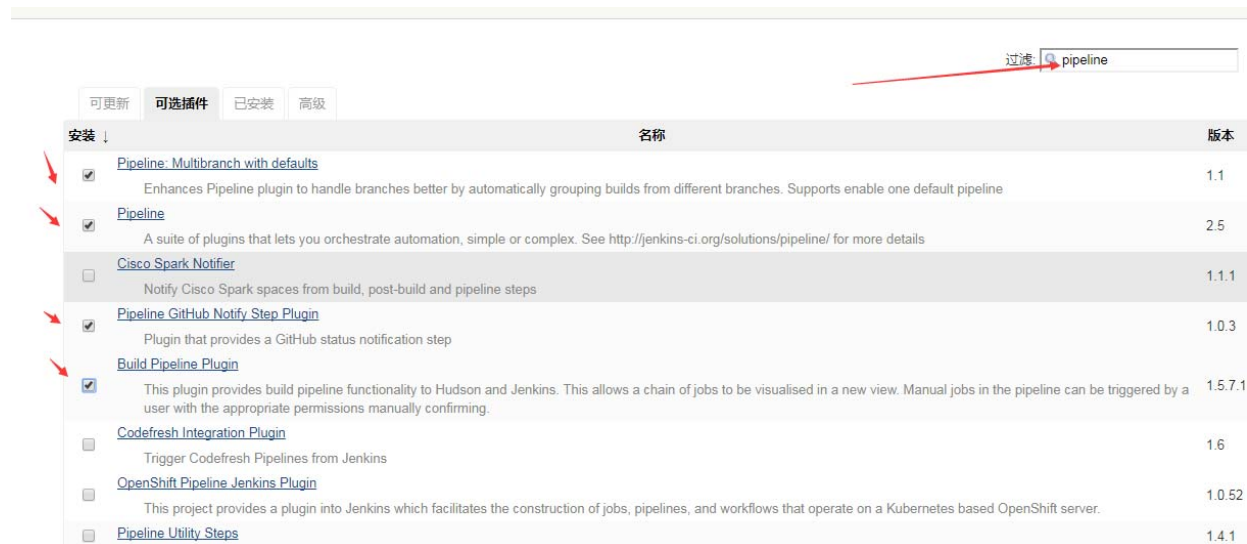 过滤: pipeline
可更新 可选插件 已安装 高级
安装 ↓ 名称 版本
Pipeline: Multibranch with defaults
Enhances Pipeline plugin to handle branches better by automatically grouping builds from different branches. Supports enable one default pipeline
1.1
Pipeline
A suite of plugins that lets you orchestrate automation, simple or complex. See http://jenkins-ci.org/solutions/pipeline/ for more details
2.5
Cisco Spark Notifier
Notify Cisco Spark spaces from build, post-build and pipeline steps
1.1.1
Pipeline GitHub Notify Step Plugin
Plugin that provides a GitHub status notification step
1.0.3
Build Pipeline Plugin
This plugin provides build pipeline functionality to Hudson and Jenkins. This allows a chain of jobs to be visualised in a new view. Manual jobs in the pipeline can be triggered by a
user with the appropriate permissions manually confirming.
1.5.7.1
Codefresh Integration Plugin
Trigger Codefresh Pipelines from Jenkins
1.6
OpenShift Pipeline Jenkins Plugin
This project provides a plugin into Jenkins which facilitates the construction of jobs, pipelines, and workflows that operate on a Kubernetes based OpenShift server.
1.0.52
Pipeline Utility Steps
1.4.1